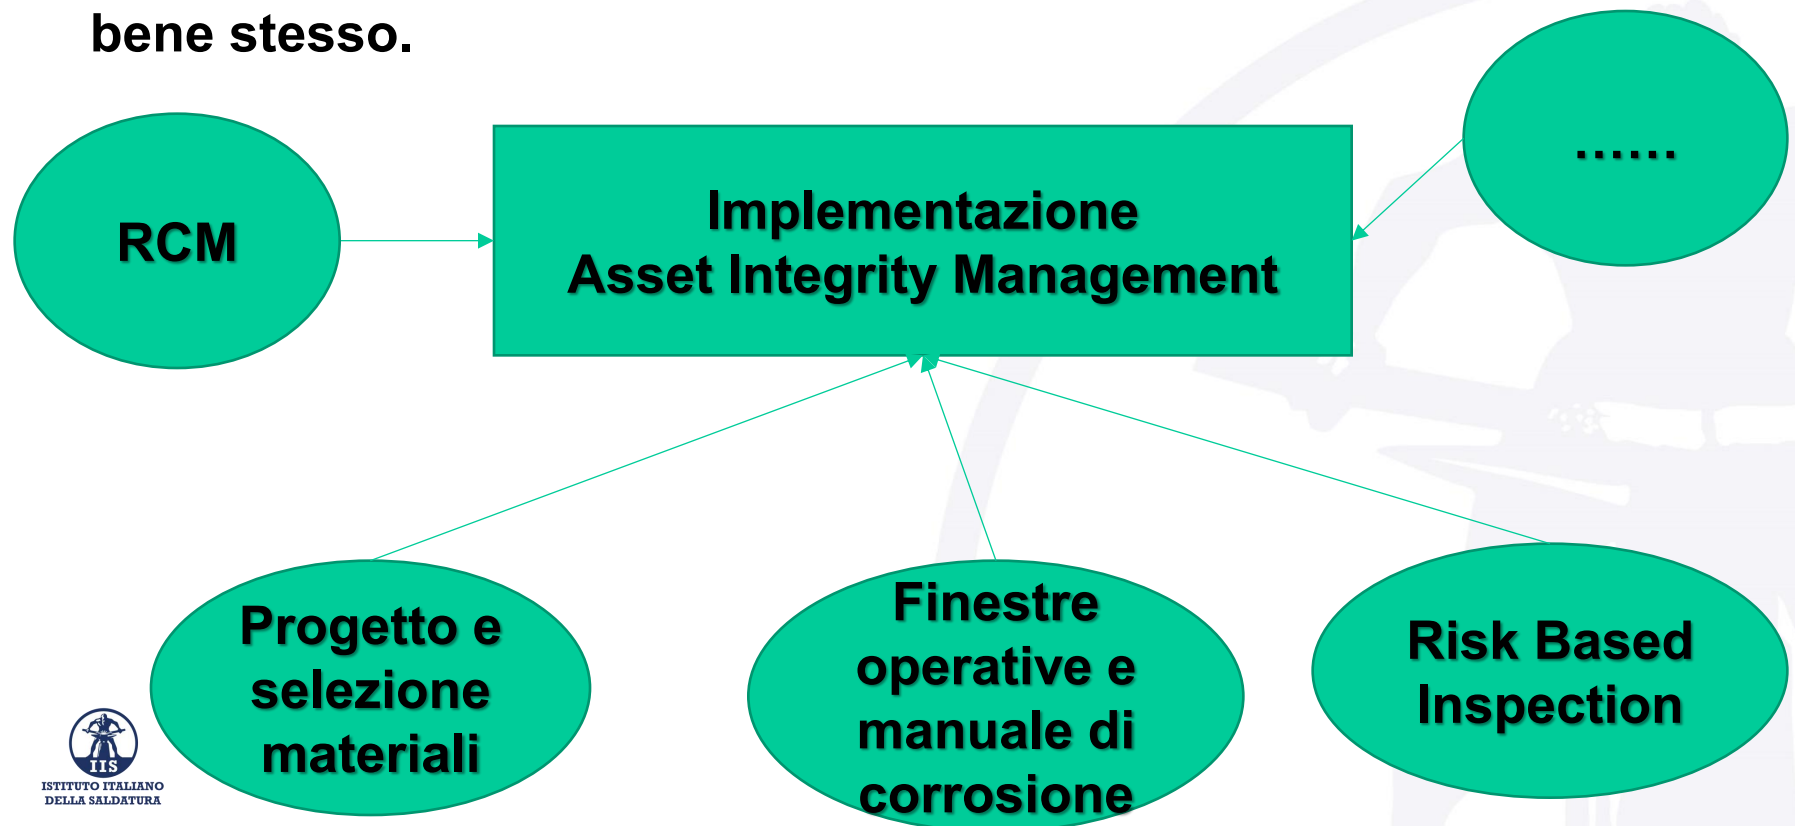 bene stesso.
RCM
Implementazione
Asset Integrity Management
......
Progetto e
selezione
materiali
Finestre
operative e
manuale di
corrosione
Risk Based
Inspection
IIS
ISTITUTO ITALIANO
DELLA SALDATURA